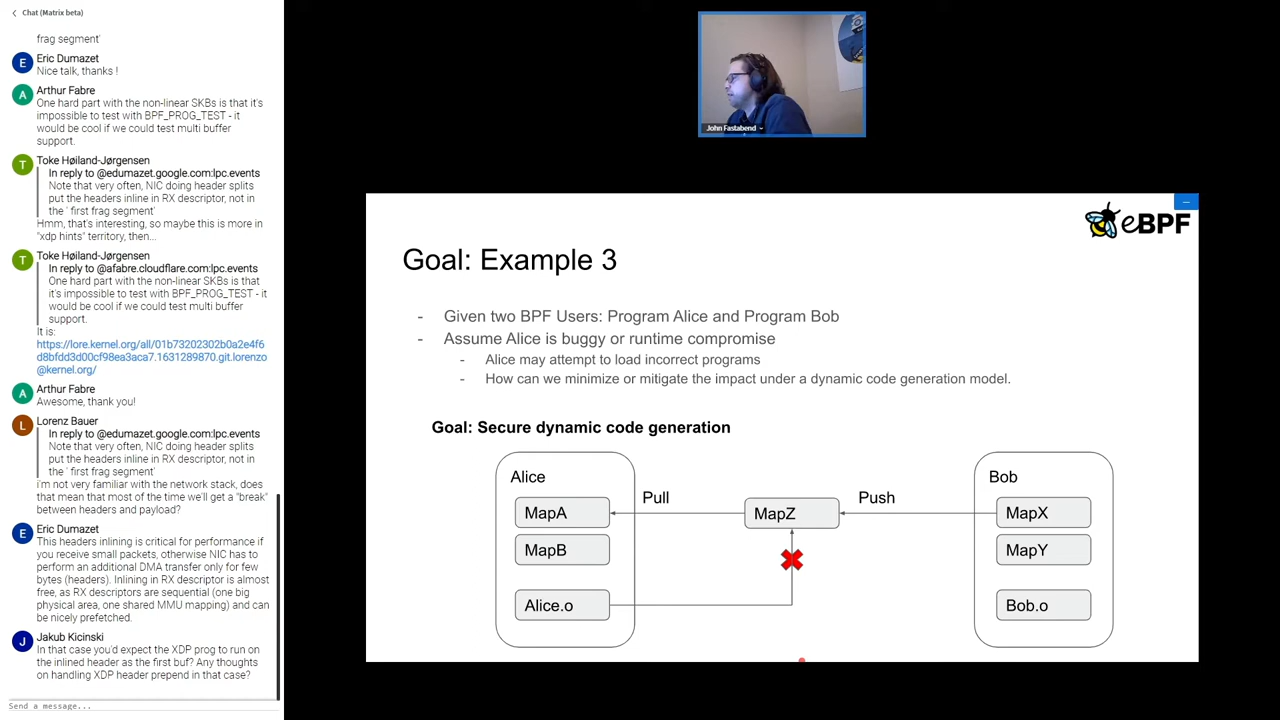 Chat (Matrix beta)
frag segment'
E
Eric Dumazet
Nice talk, thanks !
A
Arthur Fabre
One hard part with the non-linear SKBs is that it's
impossible to test with BPF_PROG_TEST - it
would be cool if we could test multi buffer
support.
T
Toke Høiland-Jørgensen
In reply to @edumazet.google.com:lpc.events
Note that very often, NIC doing header splits
put the headers inline in RX descriptor, not in
the ' first frag segment'
Hmm, that's interesting, so maybe this is more in
"xdp hints" territory, then...
T
Toke Høiland-Jørgensen
In reply to @afabre.cloudflare.com:lpc.events
One hard part with the non-linear SKBs is that
it's impossible to test with BPF_PROG_TEST - it
would be cool if we could test multi buffer
support.
It is:
https://lore.kernel.org/all/01b73202302b0a2e4f6
d8bfdd3d00cf98ea3aca7.1631289870.git.lorenzo
@kernel.org/
A
Arthur Fabre
Awesome, thank you!
L
Lorenz Bauer
In reply to @edumazet.google.com:lpc.events
Note that very often, NIC doing header splits
put the headers inline in RX descriptor, not in
the ' first frag segment'
i'm not very familiar with the network stack, does
that mean that most of the time we'll get a "break"
between headers and payload?
E
Eric Dumazet
This headers inlining is critical for performance if
you receive small packets, otherwise NIC has to
perform an additional DMA transfer only for few
bytes (headers). Inlining in RX descriptor is almost
free, as RX descriptors are sequential (one big
physical area, one shared MMU mapping) and can
be nicely prefetched.
J
Jakub Kicinski
In that case you'd expect the XDP prog to run on
the inlined header as the first buf? Any thoughts
on handling XDP header prepend in that case?
Send a message...
John Fastabend
eBPF
Goal: Example 3
- Given two BPF Users: Program Alice and Program Bob
- Assume Alice is buggy or runtime compromise
- Alice may attempt to load incorrect programs
- How can we minimize or mitigate the impact under a dynamic code generation model.
Goal: Secure dynamic code generation
Alice
MapA
MapB
Alice.o
Pull
MapZ
Push
Bob
MapX
MapY
Bob.o